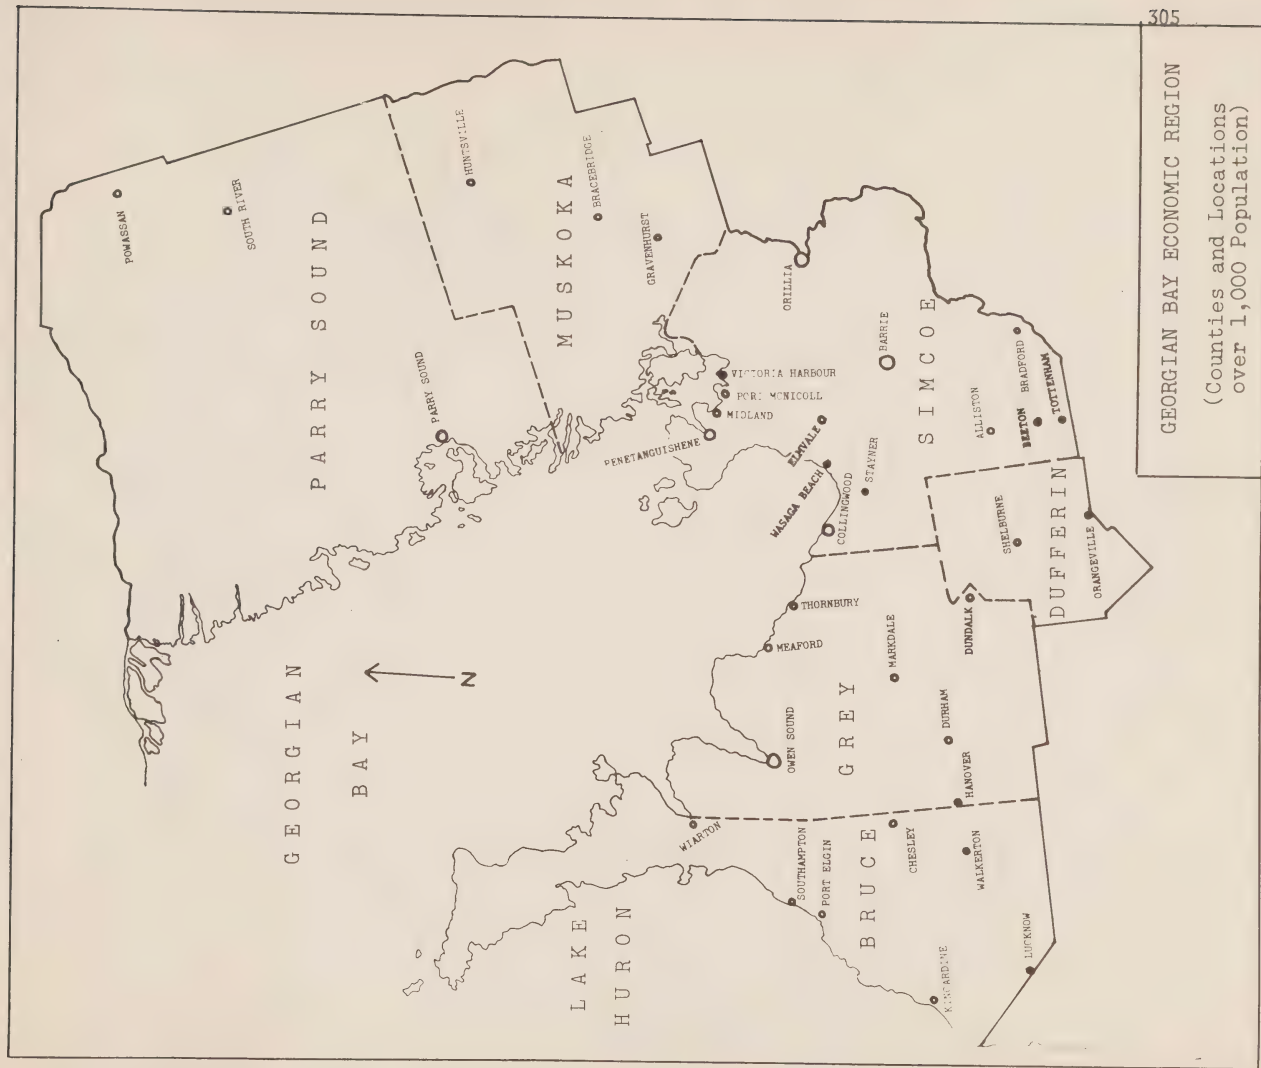 305
GEORGIAN BAY ECONOMIC REGION
(Counties and Locations
over 1,000 Population)
POWASSAN
SOUTH RIVER
PARRY SOUND
PARRY SOUND
HUNTSVILLE
MUSKOKA
BRACEBRIDGE
GRAVENHURST
GEORGIAN
BAY
N
LAKE
HURON
ORILLIA
VICTORIA HARBOUR
PORT MCNICOLL
MIDLAND
PENETANGUISHENE
BARRIE
ELMVALE
WASAGA BEACH
STAYNER
COLLINGWOOD
SIMCOE
ALLISTON
BRADFORD
BEETON
TOTTENHAM
THORNBURY
MEAFORD
OWEN SOUND
GREY
MARKDALE
DUNDALK
DURHAM
HANOVER
SHELBURNE
DUFFERIN
ORANGEVILLE
WIARTON
SOUTHAMPTON
PORT ELGIN
BRUCE
CHESLEY
WALKERTON
KINCARDINE
LUCKNOW